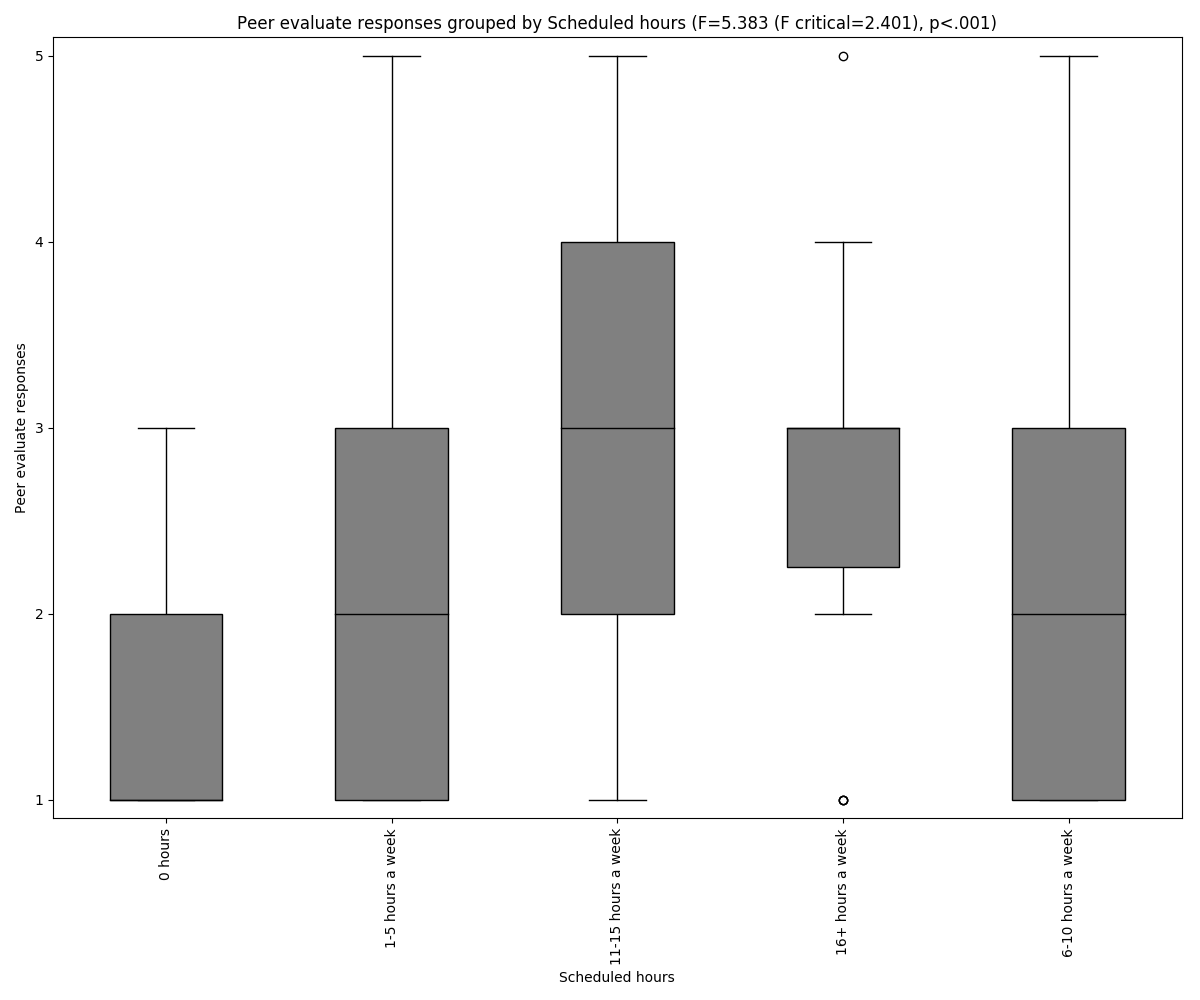 Peer evaluate responses grouped by Scheduled hours (F=5.383 (F critical=2.401), p<.001)
Peer evaluate responses
5
4
3
2
1
0 hours
1-5 hours a week
11-15 hours a week
16+ hours a week
6-10 hours a week
Scheduled hours